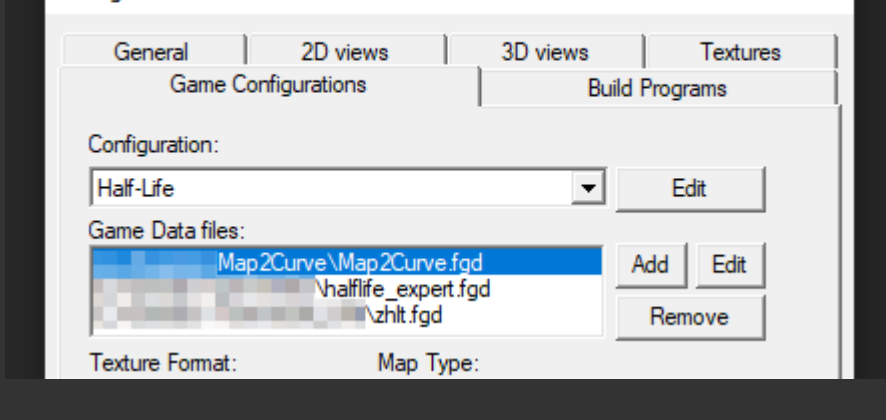 General 2D views 3D views Textures
Game Configurations Build Programs
Configuration:
Half-Life Edit
Game Data files:
Map2Curve\Map2Curve.fgd Add Edit
\halflife_expert.fgd
\zhlt.fgd Remove
Texture Format: Map Type: